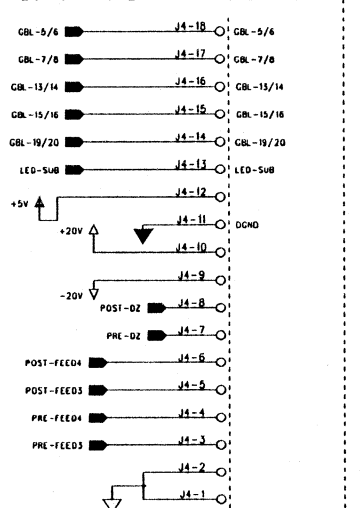 GBL-5/6 J4-18 GBL-5/6
GBL-7/8 J4-17 GBL-7/8
GBL-13/14 J4-16 GBL-13/14
GBL-15/16 J4-15 GBL-15/16
GBL-19/20 J4-14 GBL-19/20
LED-SUB J4-13 LED-SUB
J4-12
+5V
J4-11 DGND
+20V
J4-10
J4-9
-20V
POST-DZ J4-8
PRE-DZ J4-7
POST-FEED4 J4-6
POST-FEED3 J4-5
PRE-FEED4 J4-4
PRE-FEED3 J4-3
J4-2
J4-1